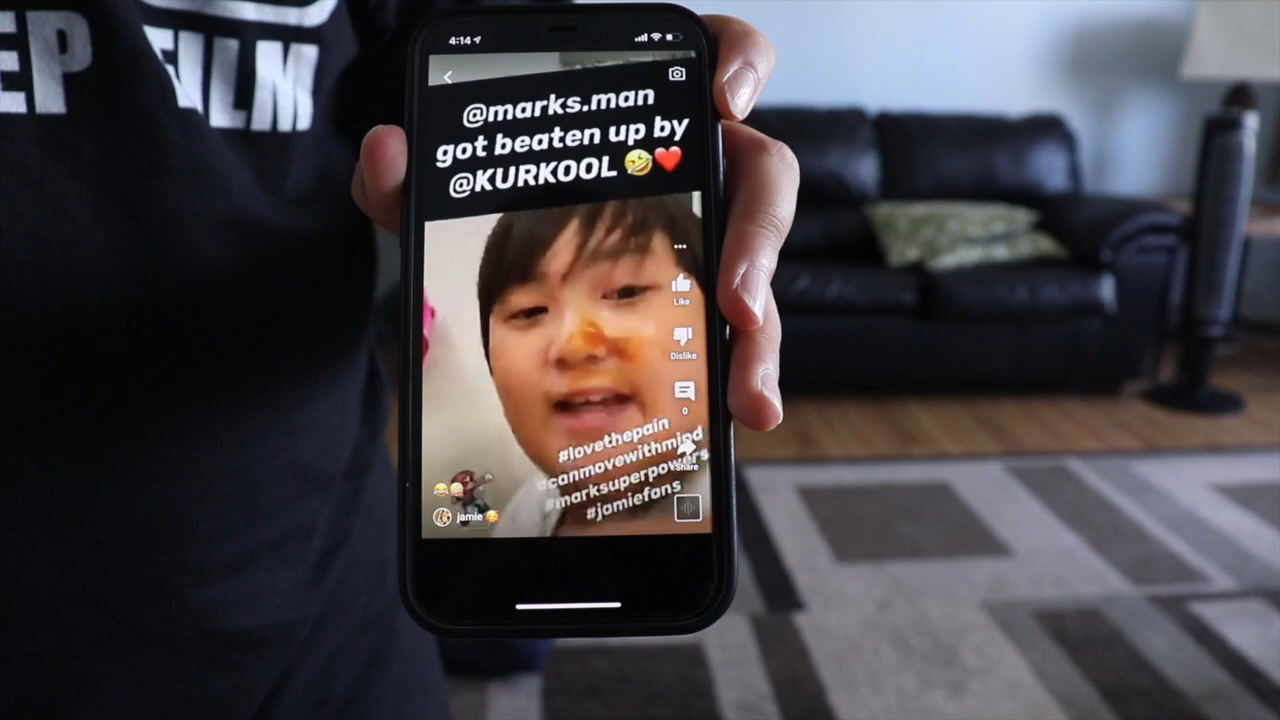 EP FILM
4:14
@marks.man
got beaten up by
@KURKOOL 🤣❤️
Like
Dislike
0
Share
#lovethepain
#canmovewithmind
#marksuperpowers
#jamiefans
😂🤣
jamie 🥰